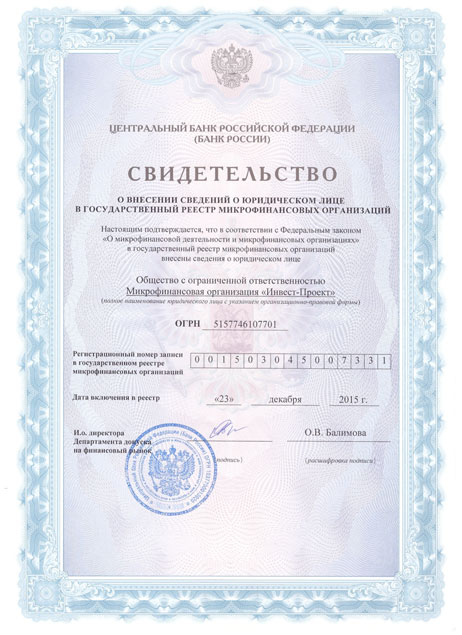 ЦЕНТРАЛЬНЫЙ БАНК РОССИЙСКОЙ ФЕДЕРАЦИИ
(БАНК РОССИИ)
СВИДЕТЕЛЬСТВО
О ВНЕСЕНИИ СВЕДЕНИЙ О ЮРИДИЧЕСКОМ ЛИЦЕ
В ГОСУДАРСТВЕННЫЙ РЕЕСТР МИКРОФИНАНСОВЫХ ОРГАНИЗАЦИЙ
Настоящим подтверждается, что в соответствии с Федеральным законом
«О микрофинансовой деятельности и микрофинансовых организациях»
в государственный реестр микрофинансовых организаций
внесены сведения о юридическом лице
Общество с ограниченной ответственностью
Микрофинансовая организация «Инвест-Проект»
(полное наименование юридического лица с указанием организационно-правовой формы)
ОГРН 5157746107701
Регистрационный номер записи
в государственном реестре
микрофинансовых организаций
0 0 1 5 0 3 0 4 5 0 0 7 3 3 1
Дата включения в реестр «23» декабря 2015 г.
И.о. директора
Департамента допуска
на финансовый рынок
О.В. Балимова
(подпись) (расшифровка подписи)